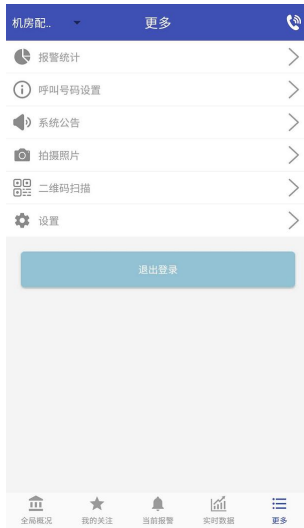 机房配..
更多
报警统计
呼叫号码设置
系统公告
拍摄照片
二维码扫描
设置
退出登录
全局概况
我的关注
当前报警
实时数据
更多